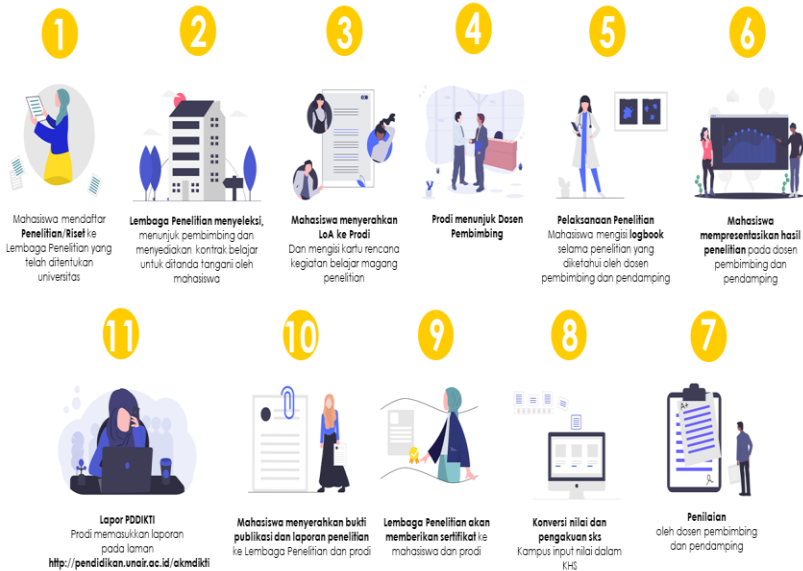 1
2
3
4
5
6
Mahasiswa mendaftar
Penelitian/Riset ke
Lembaga Penelitian yang
telah ditentukan
universitas
Lembaga Penelitian menyeleksi,
menunjuk pembimbing dan
menyediakan kontrak belajar
untuk ditanda tangani oleh
mahasiswa
Mahasiswa menyerahkan
LoA ke Prodi
Dan mengisi kartu rencana
kegiatan belajar magang
penelitian
Prodi menunjuk Dosen
Pembimbing
Pelaksanaan Penelitian
Mahasiswa mengisi logbook
selama penelitian yang
diketahui oleh dosen
pembimbing dan pendamping
Mahasiswa
mempresentasikan hasil
penelitian pada dosen
pembimbing dan
pendamping
11
10
9
8
7
A+
Lapor PDDIKTI
Prodi memasukkan laporan
pada laman
http://pendidikan.unair.ac.id/akmdikti
Mahasiswa menyerahkan bukti
publikasi dan laporan penelitian
ke Lembaga Penelitian dan prodi
Lembaga Penelitian akan
memberikan sertifikat ke
mahasiswa dan prodi
Konversi nilai dan
pengakuan sks
Kampus input nilai dalam
KHS
Penilaian
oleh dosen pembimbing
dan pendamping